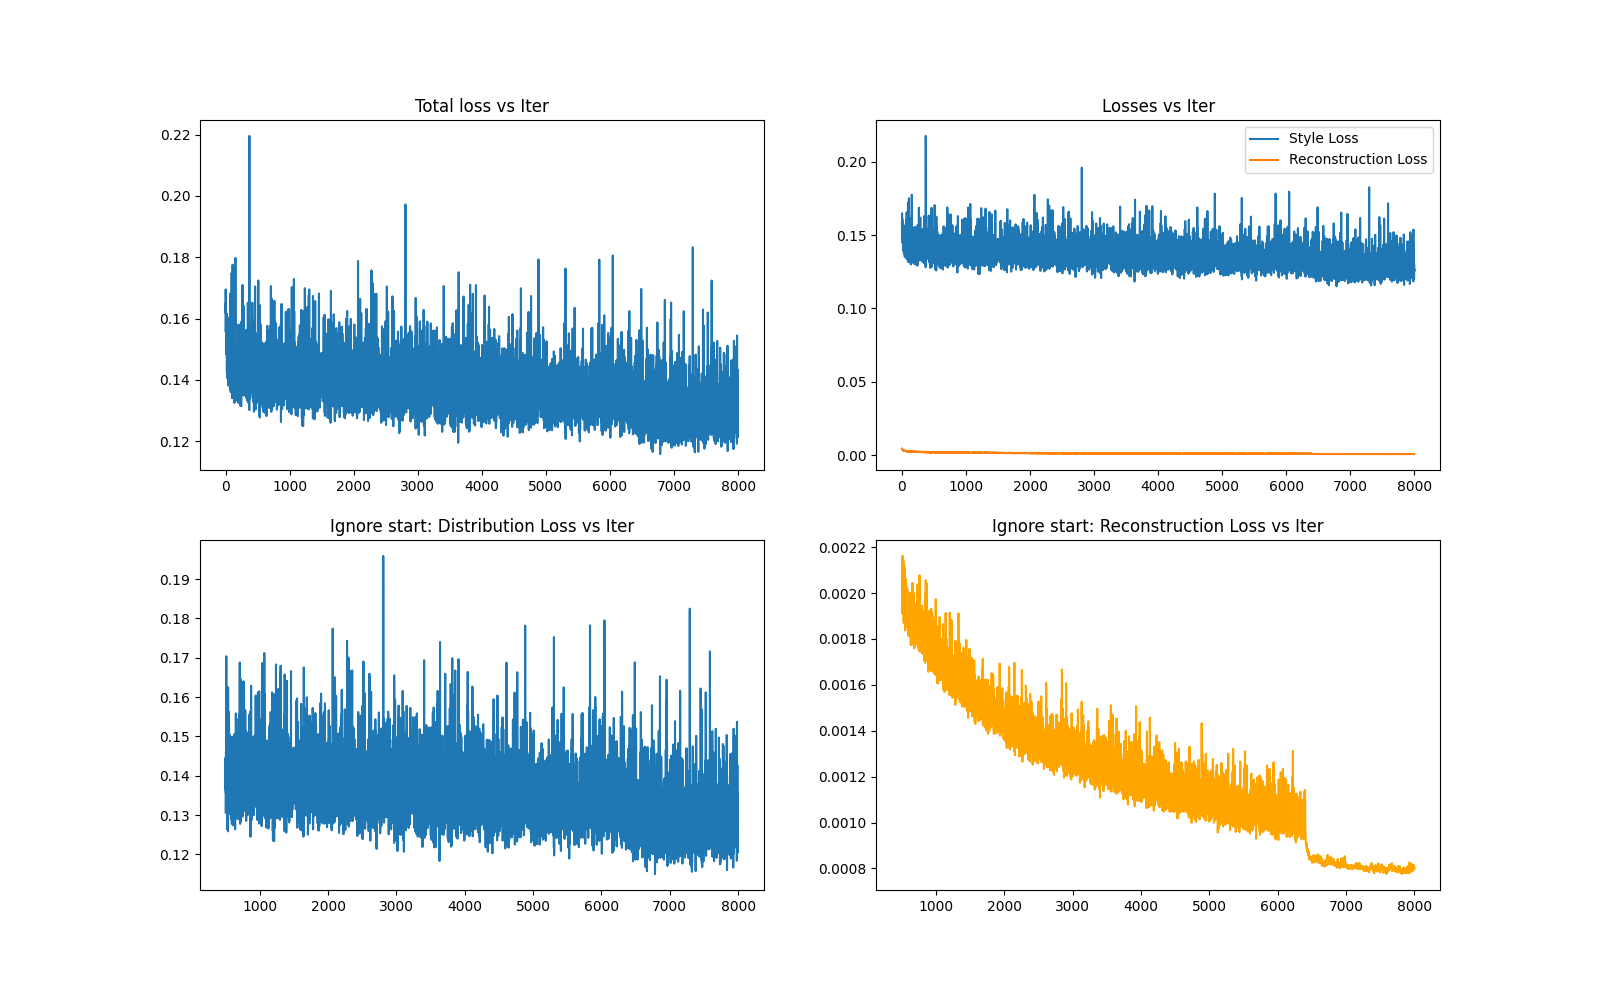 Total loss vs Iter
0.22
0.20
0.18
0.16
0.14
0.12
0 1000 2000 3000 4000 5000 6000 7000 8000
Losses vs Iter
Style Loss
Reconstruction Loss
0.20
0.15
0.10
0.05
0.00
0 1000 2000 3000 4000 5000 6000 7000 8000
Ignore start: Distribution Loss vs Iter
0.19
0.18
0.17
0.16
0.15
0.14
0.13
0.12
1000 2000 3000 4000 5000 6000 7000 8000
Ignore start: Reconstruction Loss vs Iter
0.0022
0.0020
0.0018
0.0016
0.0014
0.0012
0.0010
0.0008
1000 2000 3000 4000 5000 6000 7000 8000